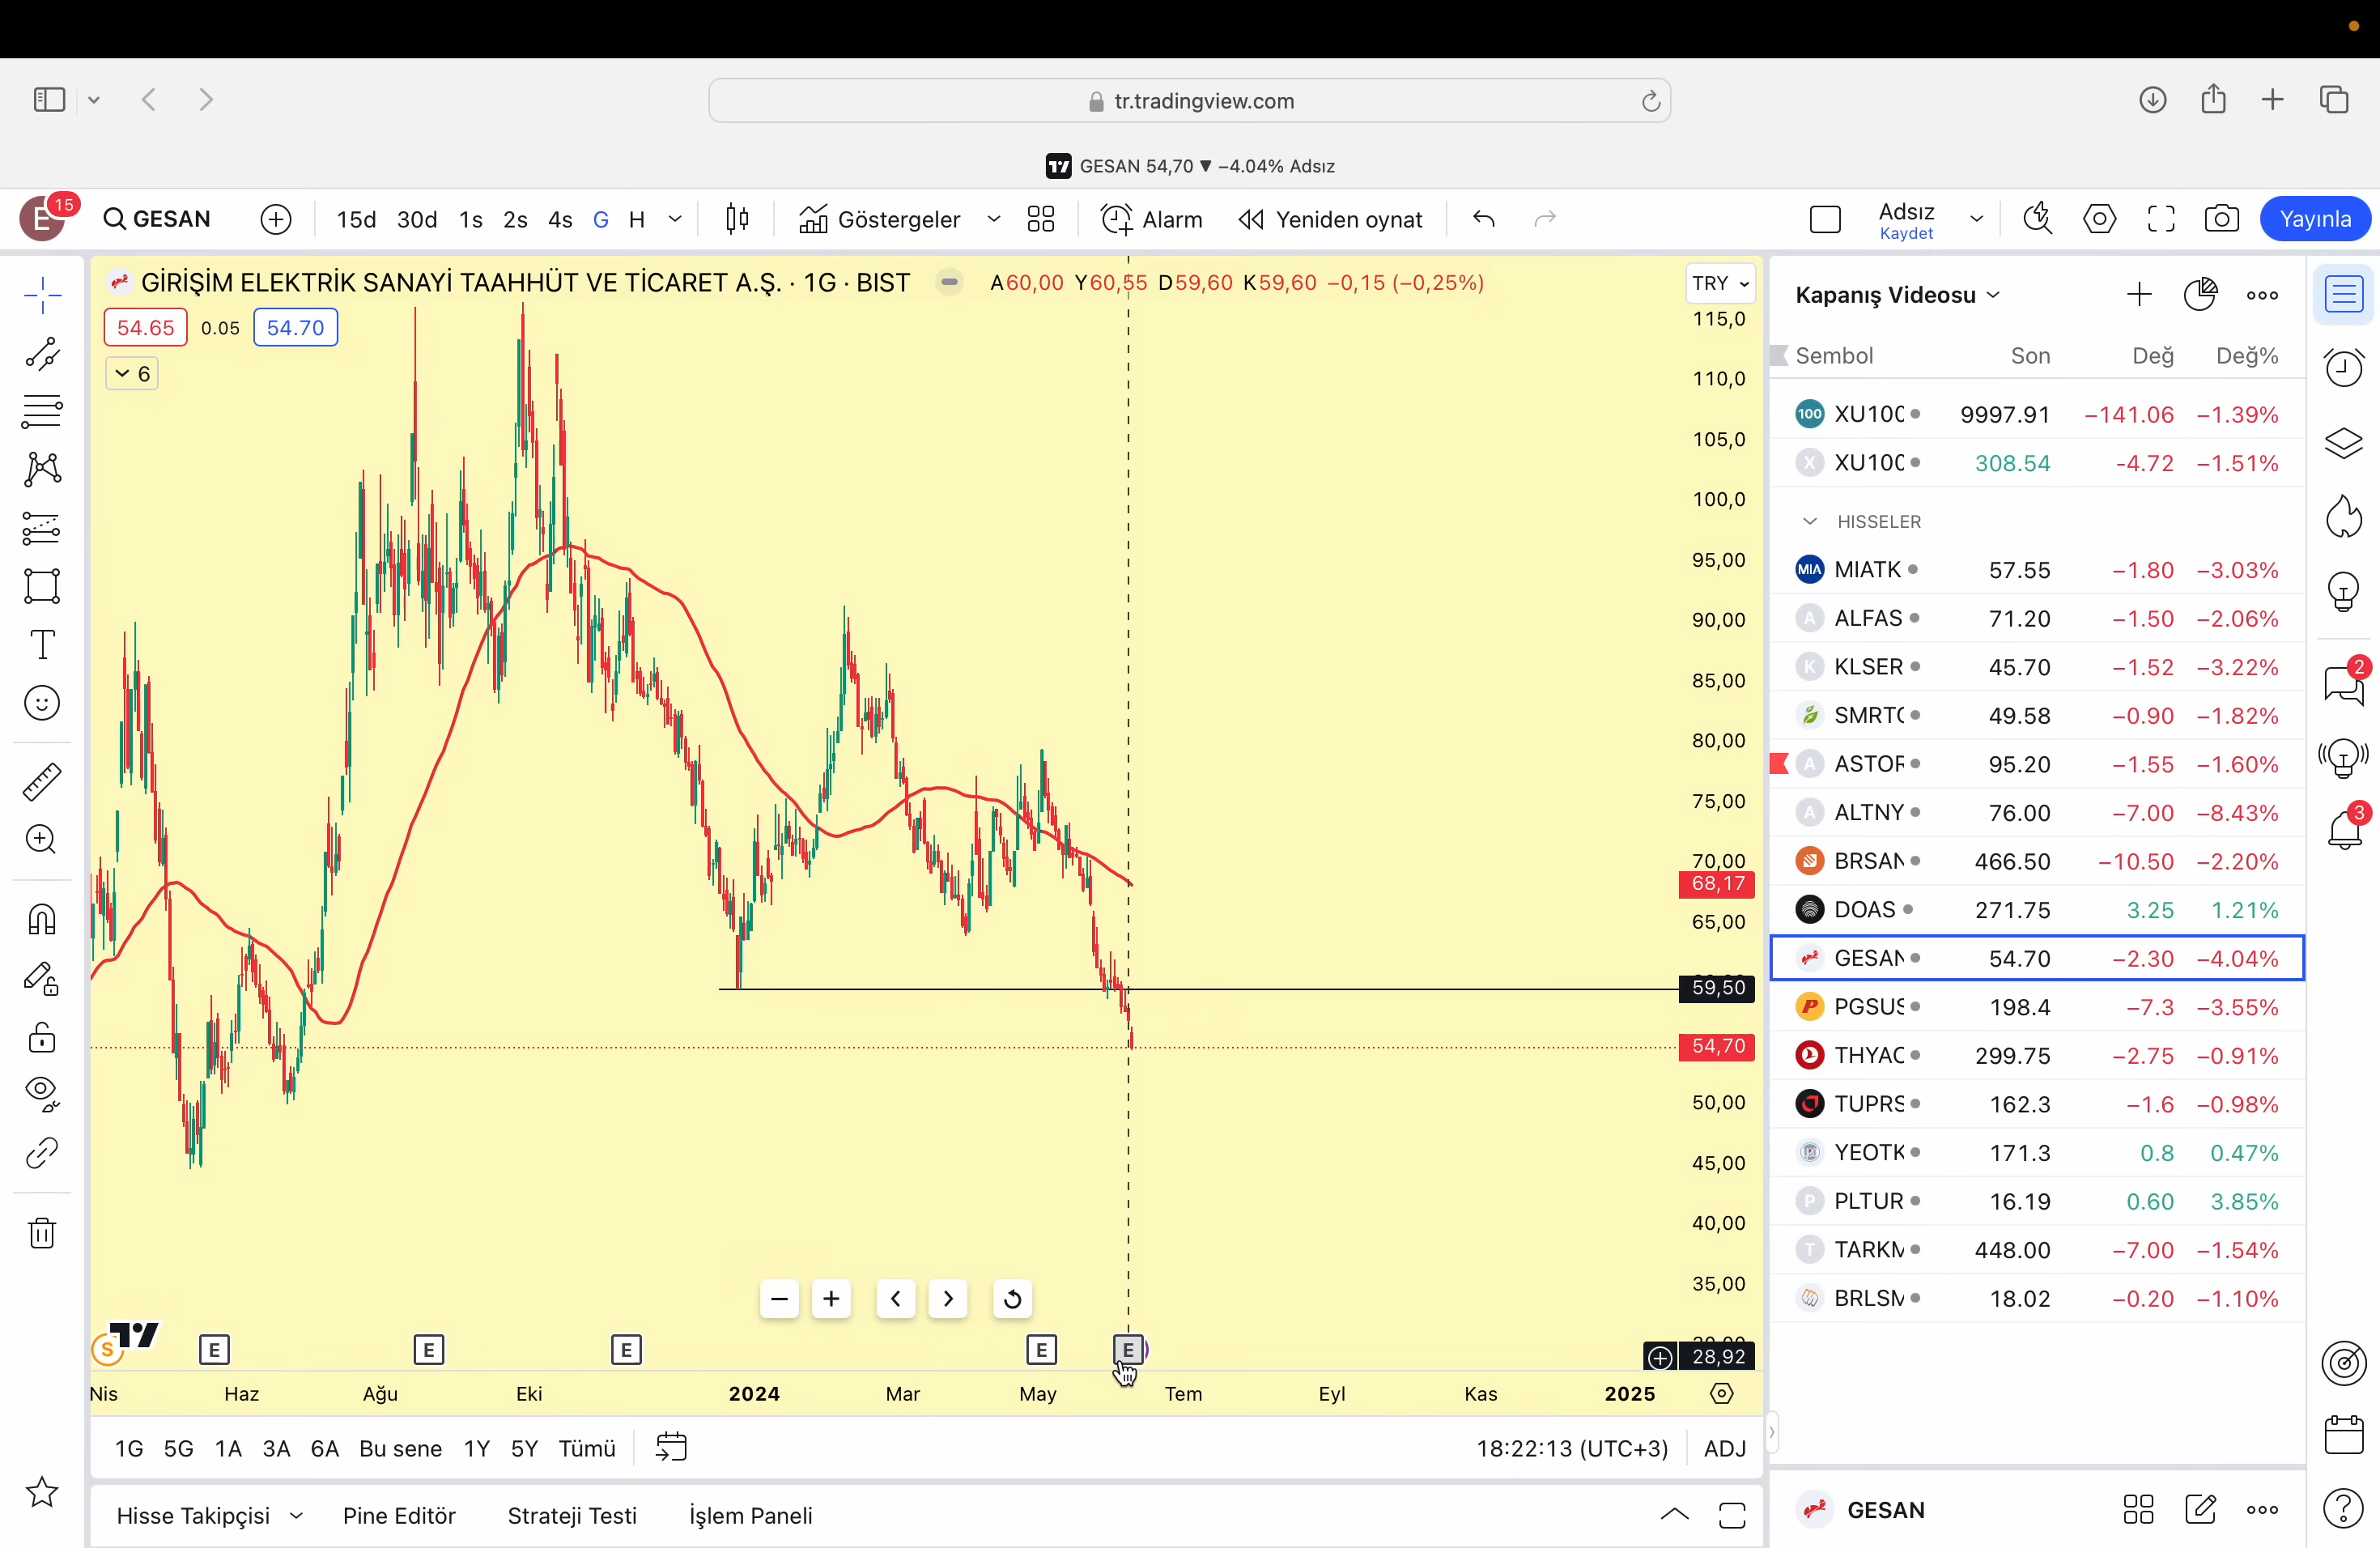 tr.tradingview.com
GESAN 54,70 ▼ −4.04% Adsız
E 15 GESAN 15d 30d 1s 2s 4s G H Göstergeler Alarm Yeniden oynat Adsız Kaydet Yayınla
GİRİŞİM ELEKTRİK SANAYİ TAAHHÜT VE TİCARET A.Ş. · 1G · BIST A60,00 Y60,55 D59,60 K59,60 −0,15 (−0,25%)
54.65 0.05 54.70
6
TRY
115,0
110,0
105,0
100,0
95,00
90,00
85,00
80,00
75,00
70,00
68,17
65,00
59,50
54,70
50,00
45,00
40,00
35,00
28,92
S E E E E E
Nis Haz Ağu Eki 2024 Mar May Tem Eyl Kas 2025
1G 5G 1A 3A 6A Bu sene 1Y 5Y Tümü 18:22:13 (UTC+3) ADJ
Hisse Takipçisi Pine Editör Strateji Testi İşlem Paneli
Kapanış Videosu
Sembol Son Değ Değ%
100 XU100 9997.91 −141.06 −1.39%
X XU100 308.54 -4.72 −1.51%
HISSELER
MIA MIATK 57.55 −1.80 −3.03%
A ALFAS 71.20 −1.50 −2.06%
K KLSER 45.70 −1.52 −3.22%
SMRTC 49.58 −0.90 −1.82%
A ASTOR 95.20 −1.55 −1.60%
A ALTNY 76.00 −7.00 −8.43%
BRSAN 466.50 −10.50 −2.20%
DOAS 271.75 3.25 1.21%
GESAN 54.70 −2.30 −4.04%
PGSUS 198.4 −7.3 −3.55%
THYAC 299.75 −2.75 −0.91%
TUPRS 162.3 −1.6 −0.98%
YEOTK 171.3 0.8 0.47%
P PLTUR 16.19 0.60 3.85%
T TARKM 448.00 −7.00 −1.54%
BRLSM 18.02 −0.20 −1.10%
GESAN
2
3